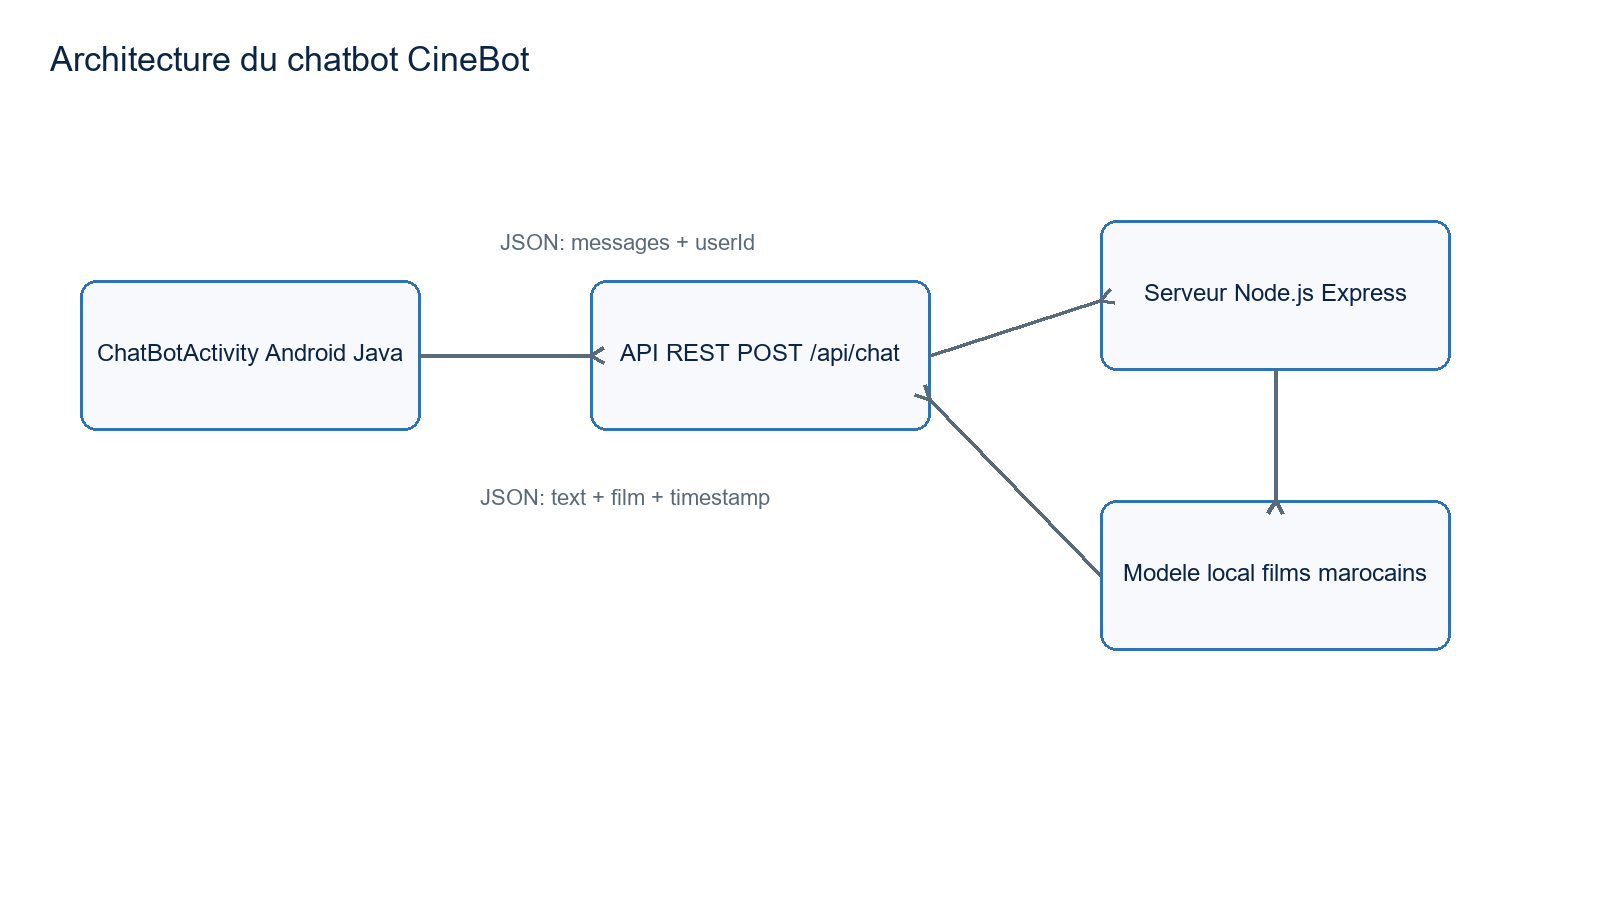 Architecture du chatbot CineBot
JSON: messages + userId
ChatBotActivity Android Java
API REST POST /api/chat
Serveur Node.js Express
JSON: text + film + timestamp
Modele local films marocains